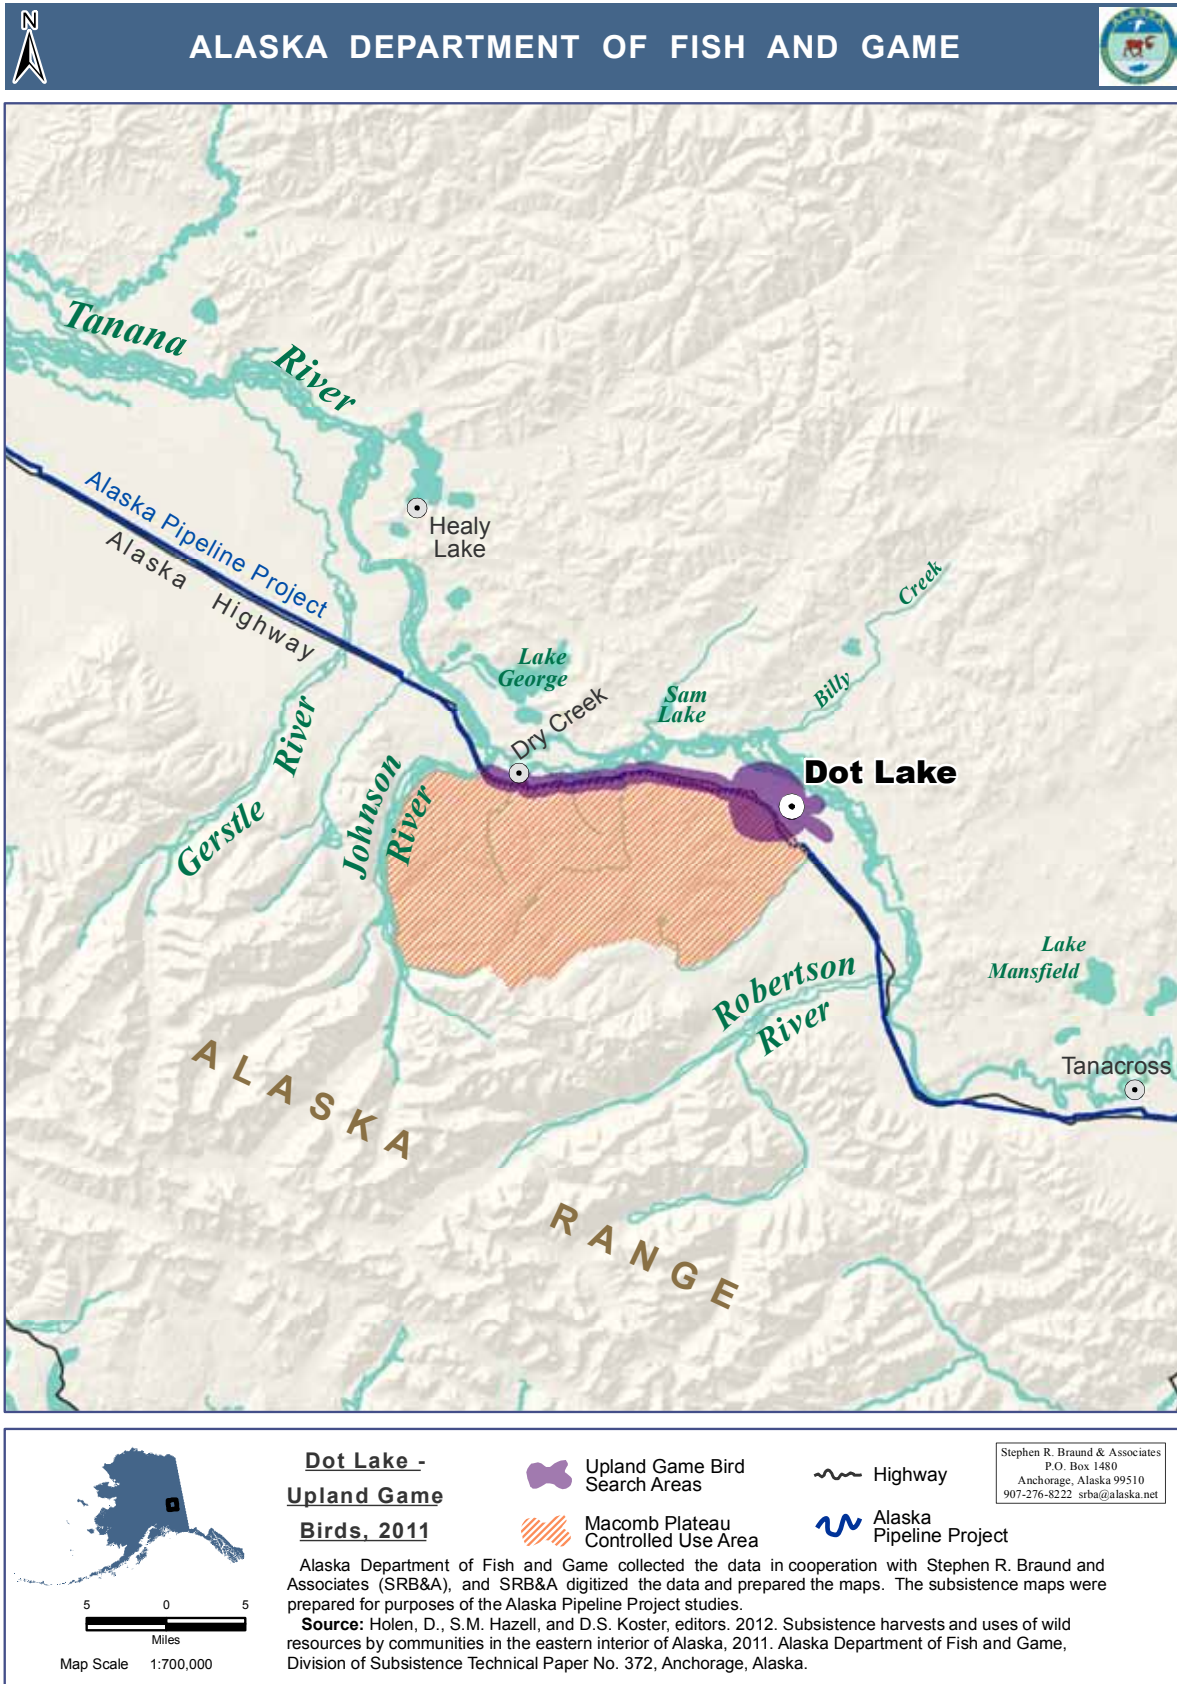 N
ALASKA DEPARTMENT OF FISH AND GAME
ALASKA
Tanana
River
Alaska Pipeline Project
Alaska Highway
Healy
Lake
Creek
Billy
Lake
George
Sam
Lake
Dry Creek
Dot Lake
River
Gerstle
Johnson
River
Lake
Mansfield
Robertson
River
Tanacross
ALASKA
RANGE
Dot Lake -
Upland Game
Birds, 2011
Upland Game Bird
Search Areas
Macomb Plateau
Controlled Use Area
Highway
Alaska
Pipeline Project
Stephen R. Braund & Associates
P.O. Box 1480
Anchorage, Alaska 99510
907-276-8222 srba@alaska.net
5 0 5
Miles
Map Scale 1:700,000
Alaska Department of Fish and Game collected the data in cooperation with Stephen R. Braund and
Associates (SRB&A), and SRB&A digitized the data and prepared the maps. The subsistence maps were
prepared for purposes of the Alaska Pipeline Project studies.
Source: Holen, D., S.M. Hazell, and D.S. Koster, editors. 2012. Subsistence harvests and uses of wild
resources by communities in the eastern interior of Alaska, 2011. Alaska Department of Fish and Game,
Division of Subsistence Technical Paper No. 372, Anchorage, Alaska.